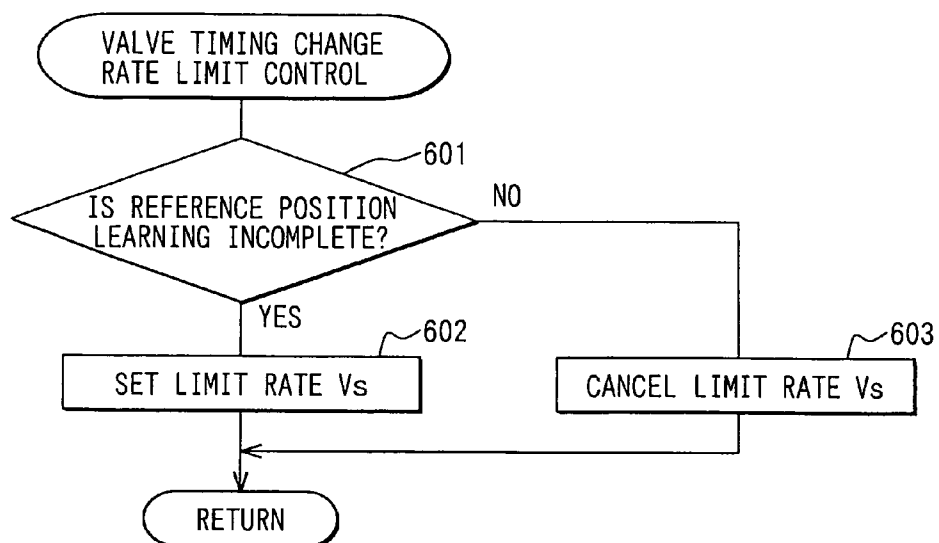 VALVE TIMING CHANGE
RATE LIMIT CONTROL
601
IS REFERENCE POSITION
LEARNING INCOMPLETE?
NO
YES
602
SET LIMIT RATE Vs
603
CANCEL LIMIT RATE Vs
RETURN